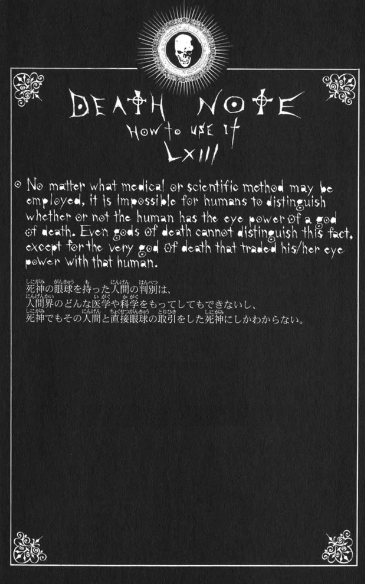 DEATH NOTE
How to use it
LXIII
No matter what medical or scientific method may be
employed, it is impossible for humans to distinguish
whether or not the human has the eye power of a god
of death. Even gods of death cannot distinguish this fact,
except for the very god of death that traded his/her eye
power with that human.
死神の眼球を持った人間の判別は、
人間界のどんな医学や科学をもってしてもできないし、
死神でもその人間と直接眼球の取引をした死神にしかわからない。